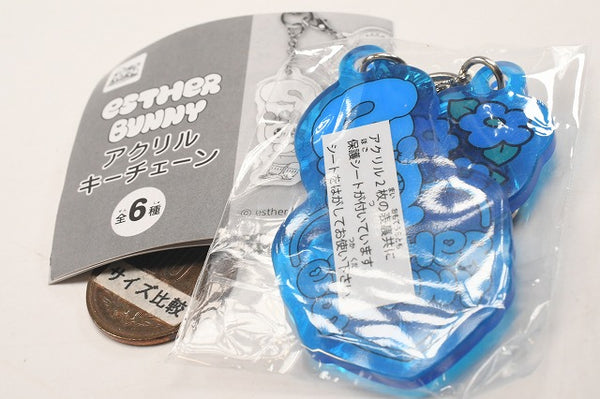 ESTHER
BUNNY
アクリル
キーチェーン
全6種
© esther
サイズ比較
アクリル2枚の表裏共に
保護シートが付いています
シートをはがしてお使い下さい